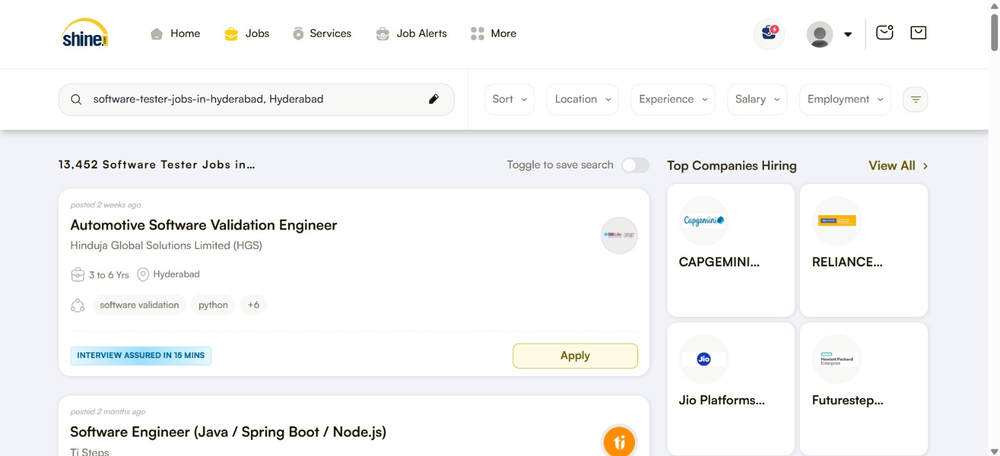 shine.com
Home
Jobs
Services
Job Alerts
More
software-tester-jobs-in-hyderabad, Hyderabad
Sort
Location
Experience
Salary
Employment
13,452 Software Tester Jobs in...
Toggle to save search
Top Companies Hiring
View All
posted 2 weeks ago
Automotive Software Validation Engineer
Hinduja Global Solutions Limited (HGS)
SBI Life
3 to 6 Yrs
Hyderabad
software validation
python
+6
INTERVIEW ASSURED IN 15 MINS
Apply
Capgemini
CAPGEMINI...
RELIANCE
RELIANCE...
Jio
Jio Platforms...
Hewlett Packard
Enterprise
Futurestep...
posted 2 months ago
Software Engineer (Java / Spring Boot / Node.js)
Ti Steps
ti